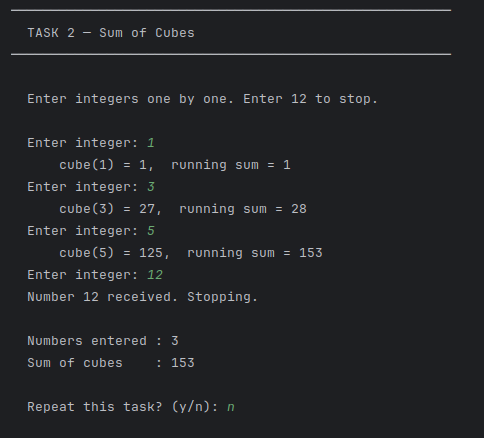 TASK 2 — Sum of Cubes
Enter integers one by one. Enter 12 to stop.
Enter integer: 1
cube(1) = 1,  running sum = 1
Enter integer: 3
cube(3) = 27,  running sum = 28
Enter integer: 5
cube(5) = 125,  running sum = 153
Enter integer: 12
Number 12 received. Stopping.
Numbers entered : 3
Sum of cubes    : 153
Repeat this task? (y/n): n